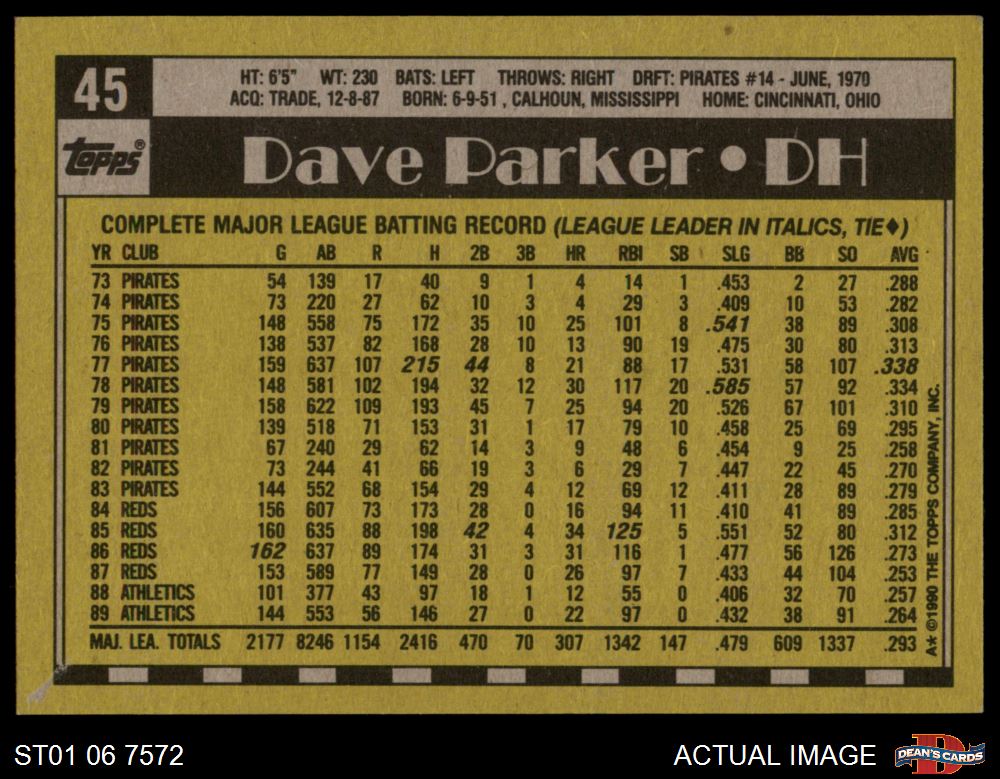 45
HT: 6'5" WT: 230 BATS: LEFT THROWS: RIGHT DRFT: PIRATES #14 - JUNE, 1970
ACQ: TRADE, 12-8-87 BORN: 6-9-51 , CALHOUN, MISSISSIPPI HOME: CINCINNATI, OHIO
topps®
Dave Parker • DH
COMPLETE MAJOR LEAGUE BATTING RECORD (LEAGUE LEADER IN ITALICS, TIE♦)
YR CLUB G AB R H 2B 3B HR RBI SB SLG BB SO AVG
73 PIRATES 54 139 17 40 9 1 4 14 1 .453 2 27 .288
74 PIRATES 73 220 27 62 10 3 4 29 3 .409 10 53 .282
75 PIRATES 148 558 75 172 35 10 25 101 8 .541 38 89 .308
76 PIRATES 138 537 82 168 28 10 13 90 19 .475 30 80 .313
77 PIRATES 159 637 107 215 44 8 21 88 17 .531 58 107 .338
78 PIRATES 148 581 102 194 32 12 30 117 20 .585 57 92 .334
79 PIRATES 158 622 109 193 45 7 25 94 20 .526 67 101 .310
80 PIRATES 139 518 71 153 31 1 17 79 10 .458 25 69 .295
81 PIRATES 67 240 29 62 14 3 9 48 6 .454 9 25 .258
82 PIRATES 73 244 41 66 19 3 6 29 7 .447 22 45 .270
83 PIRATES 144 552 68 154 29 4 12 69 12 .411 28 89 .279
84 REDS 156 607 73 173 28 0 16 94 11 .410 41 89 .285
85 REDS 160 635 88 198 42 4 34 125 5 .551 52 80 .312
86 REDS 162 637 89 174 31 3 31 116 1 .477 56 126 .273
87 REDS 153 589 77 149 28 0 26 97 7 .433 44 104 .253
88 ATHLETICS 101 377 43 97 18 1 12 55 0 .406 32 70 .257
89 ATHLETICS 144 553 56 146 27 0 22 97 0 .432 38 91 .264
MAJ. LEA. TOTALS 2177 8246 1154 2416 470 70 307 1342 147 .479 609 1337 .293
A★ ©1990 THE TOPPS COMPANY, INC.
ST01 06 7572
ACTUAL IMAGE
D
DEAN'S CARDS